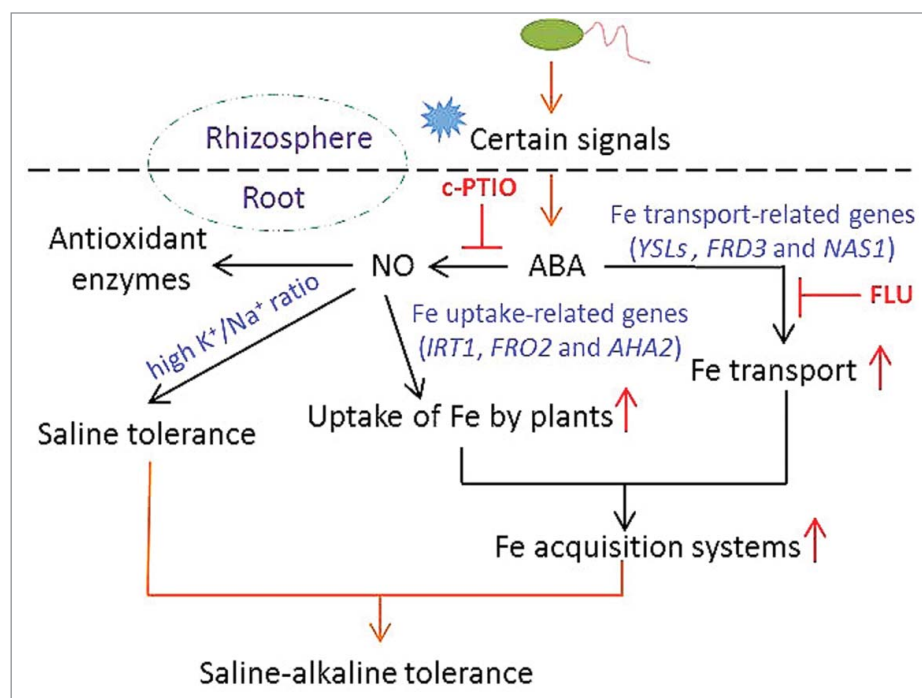 Rhizosphere
Certain signals
Root
c-PTIO
Fe transport-related genes
(YSLs, FRD3 and NAS1)
Antioxidant
enzymes
NO
ABA
FLU
high K⁺/Na⁺ ratio
Fe uptake-related genes
(IRT1, FRO2 and AHA2)
Fe transport
Saline tolerance
Uptake of Fe by plants
Fe acquisition systems
Saline-alkaline tolerance